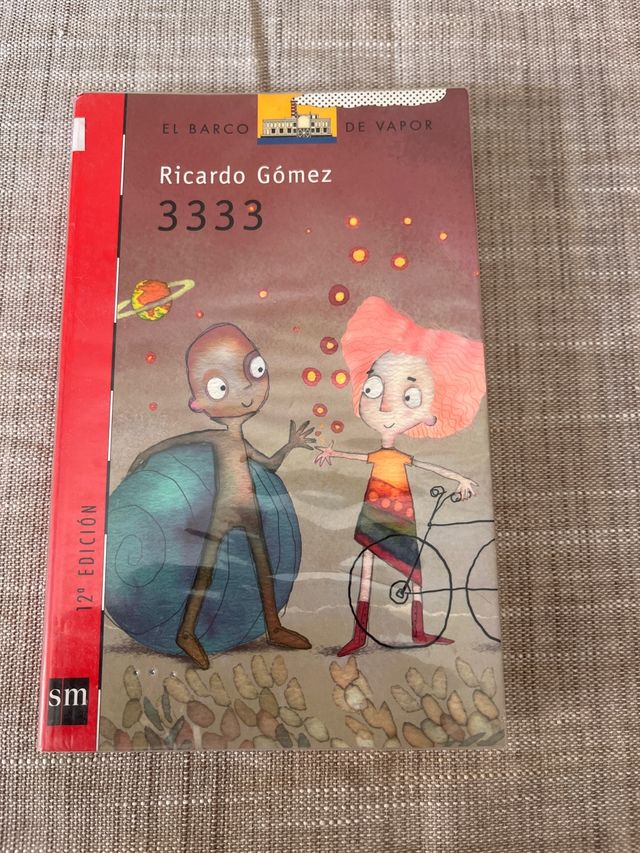 EL BARCO DE VAPOR
Ricardo Gómez
3333
12ª EDICIÓN
sm